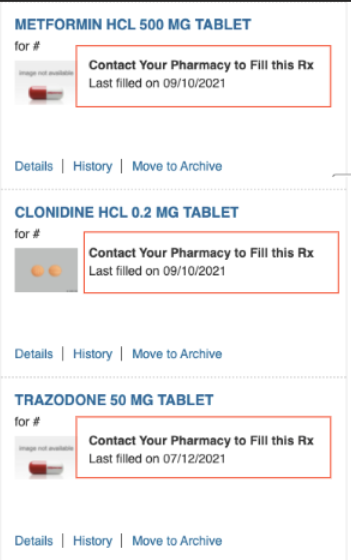 METFORMIN HCL 500 MG TABLET
for #
Image not available
Contact Your Pharmacy to Fill this Rx
Last filled on 09/10/2021
Details | History | Move to Archive
CLONIDINE HCL 0.2 MG TABLET
for #
Contact Your Pharmacy to Fill this Rx
Last filled on 09/10/2021
Details | History | Move to Archive
TRAZODONE 50 MG TABLET
for #
Image not available
Contact Your Pharmacy to Fill this Rx
Last filled on 07/12/2021
Details | History | Move to Archive